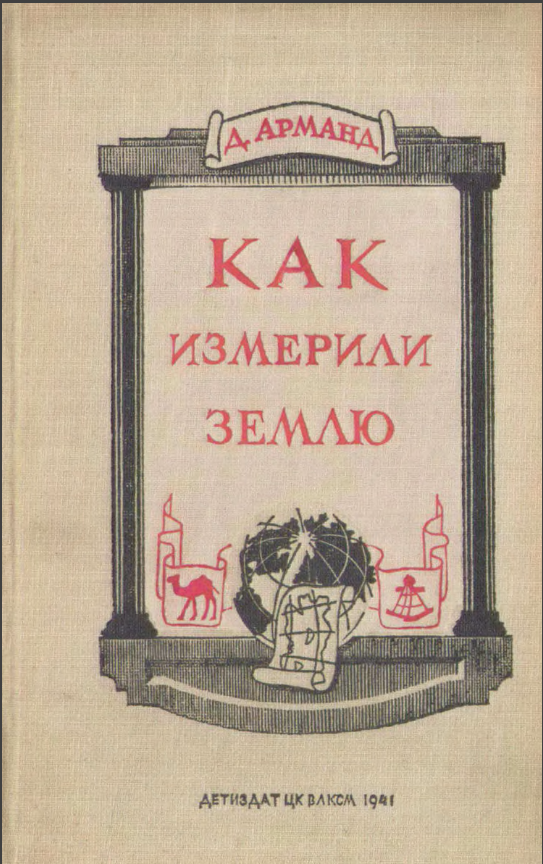 Д. АРМАНД
КАК
ИЗМЕРИЛИ
ЗЕМЛЮ
ДЕТИЗДАТ ЦК ВЛКСМ 1941